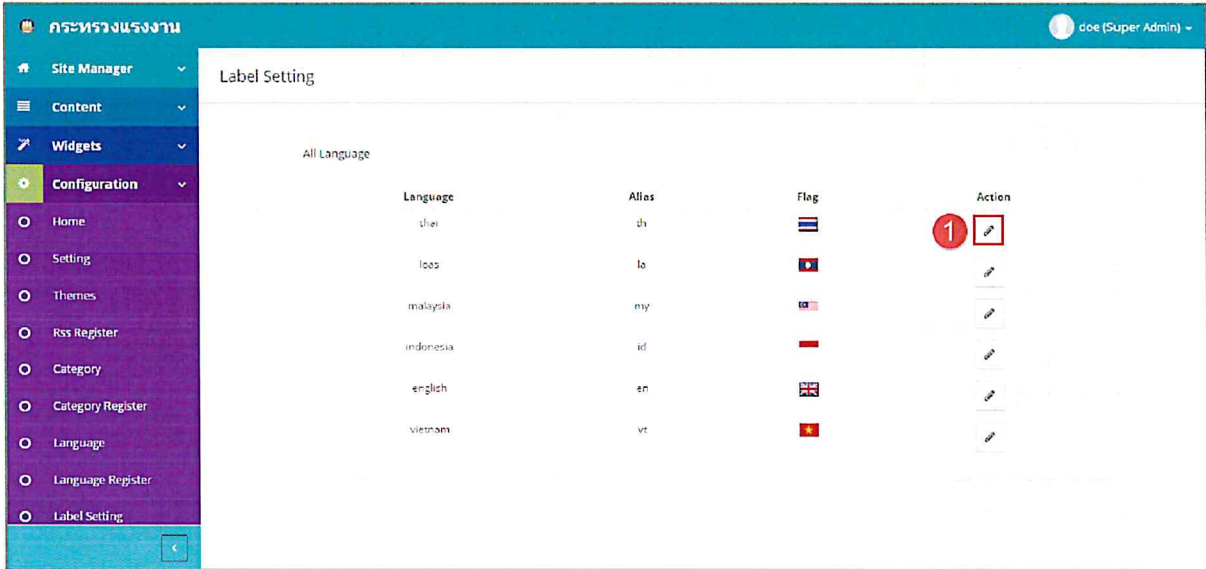 กระทรวงแรงงาน
doe (Super Admin)
Site Manager
Content
Widgets
Configuration
Home
Setting
Themes
Rss Register
Category
Category Register
Language
Language Register
Label Setting
Label Setting
All Language
Language Alias Flag Action
thai th 1
loas la
malaysia my
indonesia id
english en
vietnam vt